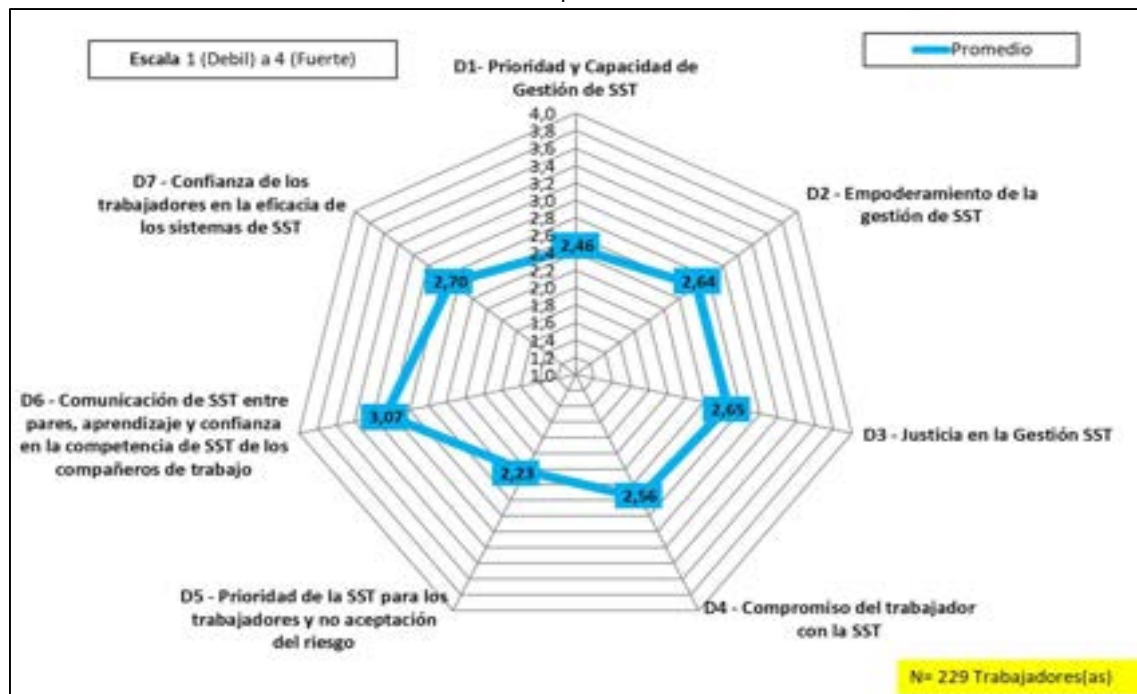 Escala 1 (Debil) a 4 (Fuerte)
Promedio
D1- Prioridad y Capacidad de
Gestión de SST
4,0
3,8
3,6
3,4
3,2
3,0
2,8
2,6
2,4
2,2
2,0
1,8
1,6
1,4
1,2
1,0
2,46
D2 - Empoderamiento de la
gestión de SST
2,64
D3 - Justicia en la Gestión SST
2,65
D4 - Compromiso del trabajador
con la SST
2,56
D5 - Prioridad de la SST para los
trabajadores y no aceptación
del riesgo
2,23
D6 - Comunicación de SST entre
pares, aprendizaje y confianza
en la competencia de SST de los
compañeros de trabajo
3,07
D7 - Confianza de los
trabajadores en la eficacia de
los sistemas de SST
2,70
N= 229 Trabajadores(as)